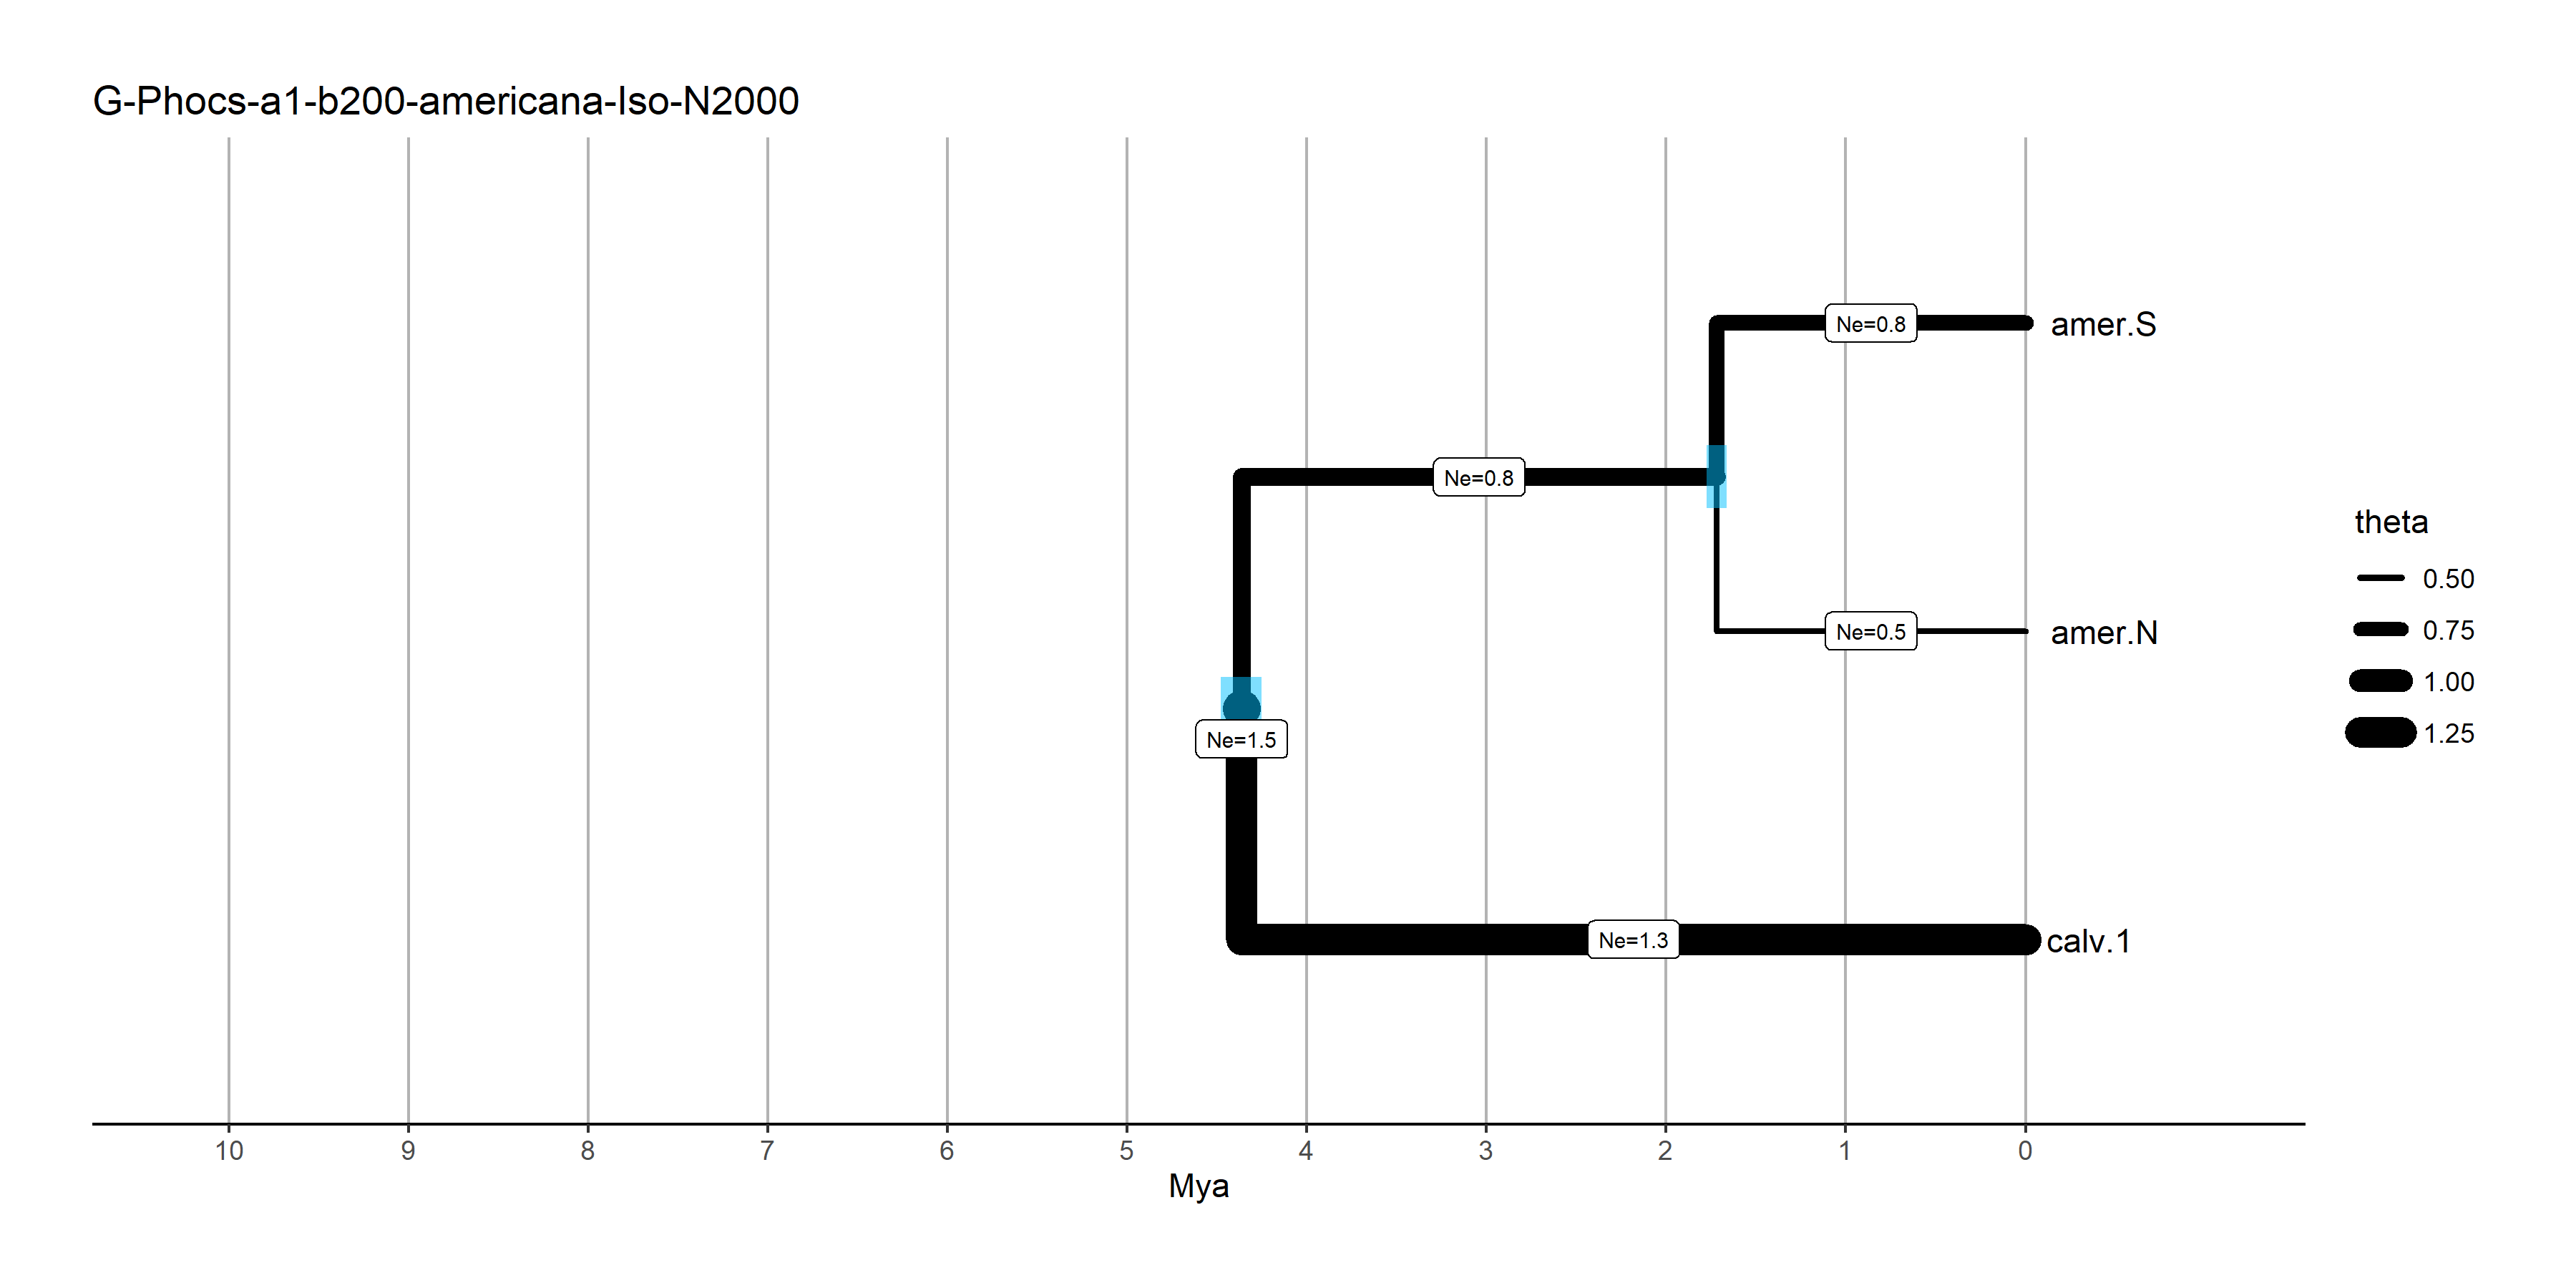 G-Phocs-a1-b200-americana-Iso-N2000
Ne=0.8
amer.S
Ne=0.8
Ne=0.5
amer.N
Ne=1.5
Ne=1.3
calv.1
theta
0.50
0.75
1.00
1.25
10 9 8 7 6 5 4 3 2 1 0
Mya